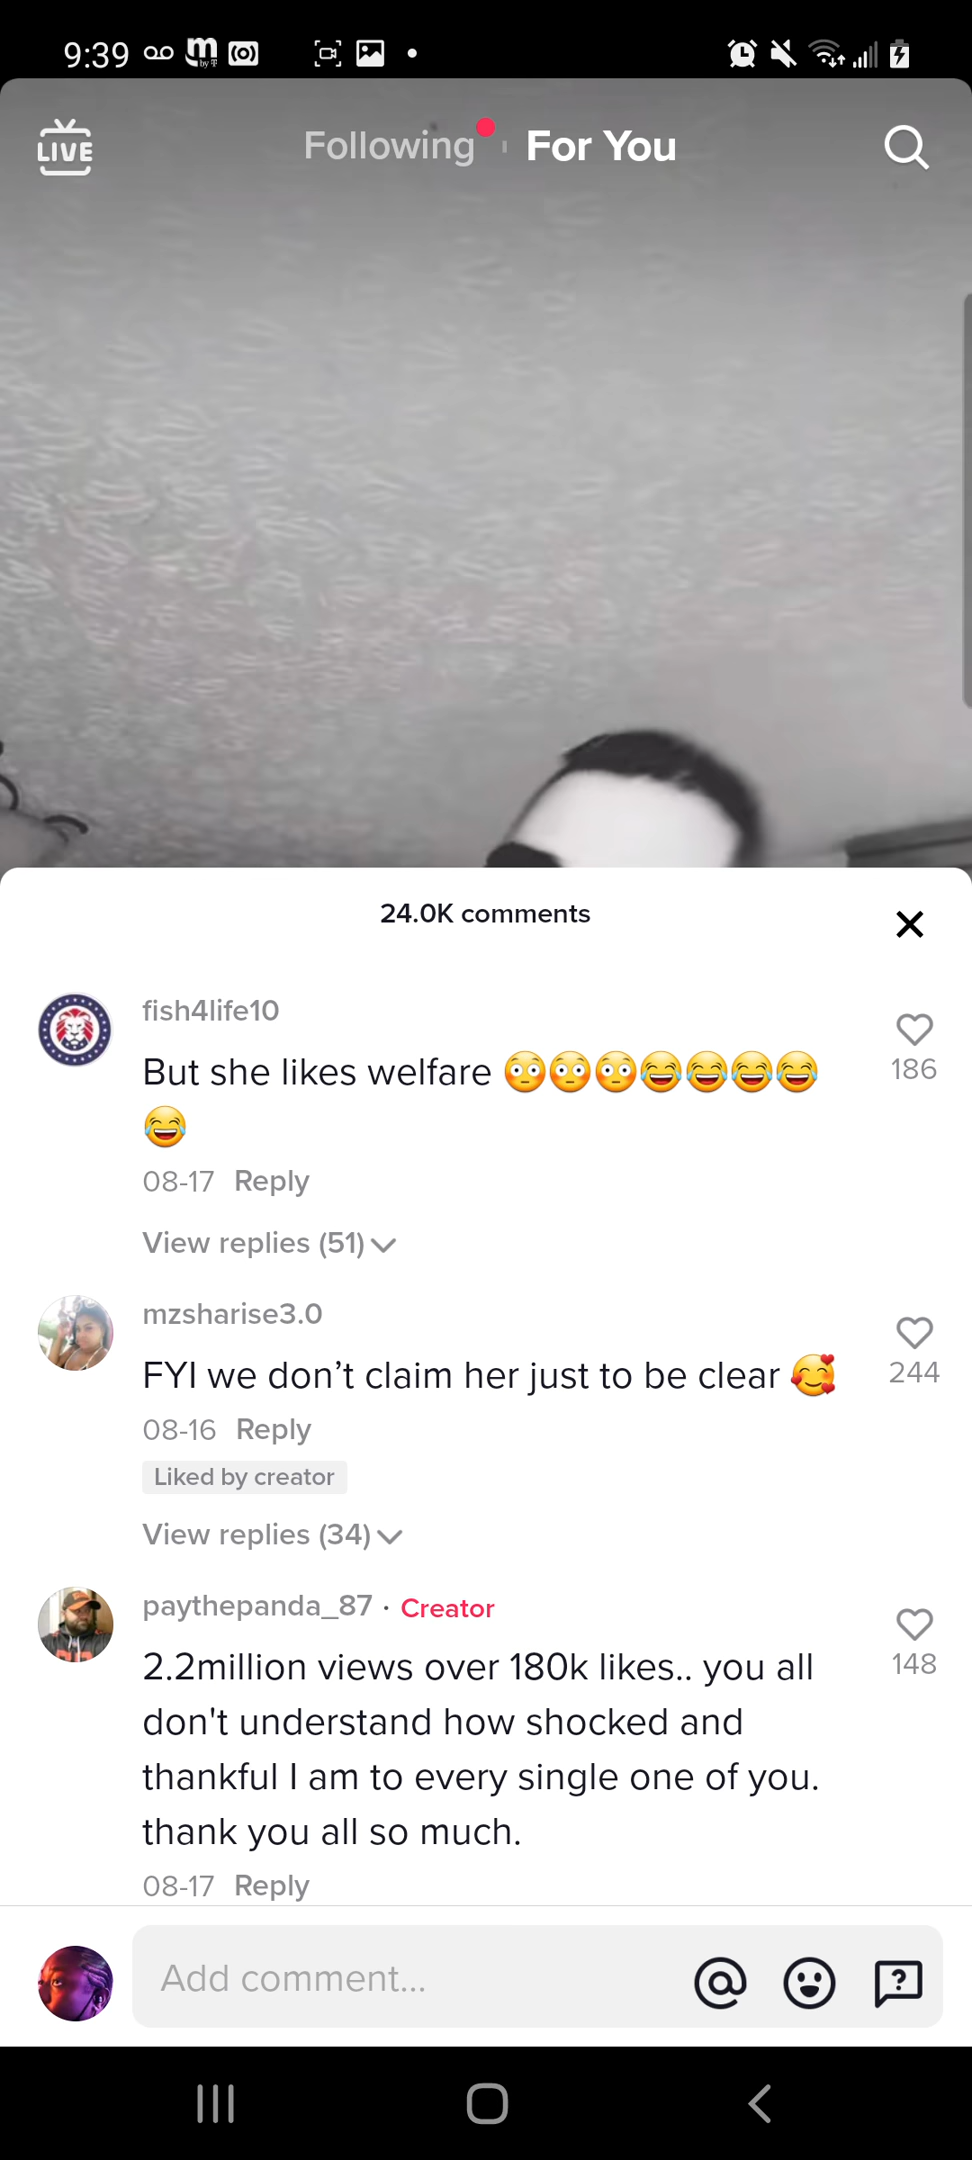 9:39
m
by T
LIVE
Following
For You
24.0K comments
fish4life10
But she likes welfare 😳😳😳😂😂😂😂
😂
186
08-17 Reply
View replies (51)
mzsharise3.0
FYI we don’t claim her just to be clear 🥰
244
08-16 Reply
Liked by creator
View replies (34)
paythepanda_87 · Creator
2.2million views over 180k likes.. you all
don't understand how shocked and
thankful I am to every single one of you.
thank you all so much.
148
08-17 Reply
Add comment...